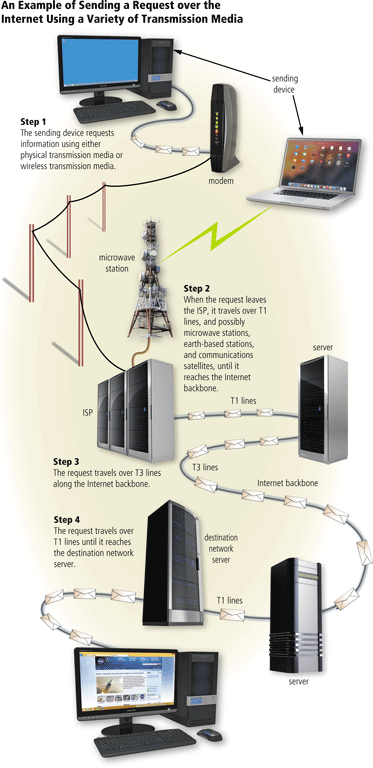 An Example of Sending a Request over the
Internet Using a Variety of Transmission Media
sending
device
Step 1
The sending device requests
information using either
physical transmission media or
wireless transmission media.
modem
microwave
station
Step 2
When the request leaves
the ISP, it travels over T1
lines, and possibly
microwave stations,
earth-based stations,
and communications
satellites, until it
reaches the Internet
backbone.
server
ISP
T1 lines
Step 3
The request travels over T3 lines
along the Internet backbone.
T3 lines
Internet backbone
Step 4
The request travels over
T1 lines until it reaches
the destination network
server.
destination
network
server
T1 lines
server